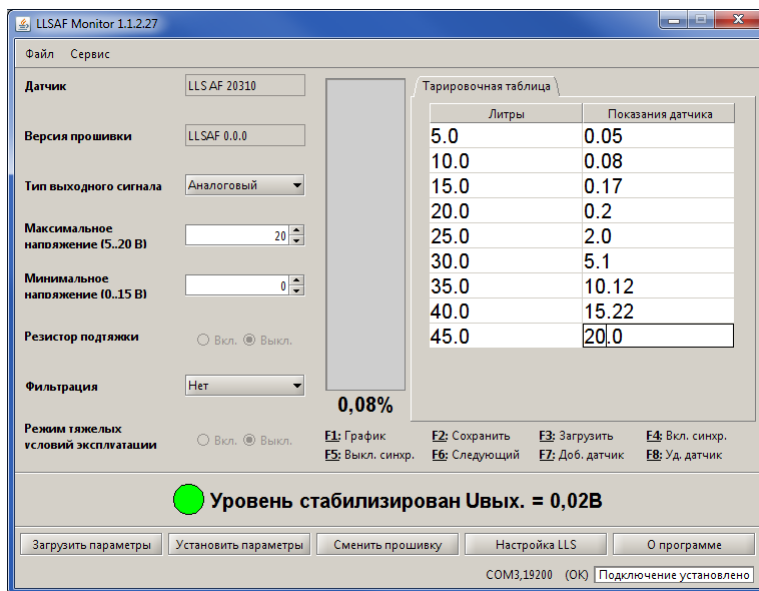 LLSAF Monitor 1.1.2.27
Файл Сервис
Датчик
LLS AF 20310
Версия прошивки
LLSAF 0.0.0
Тип выходного сигнала
Аналоговый
Максимальное
напряжение (5..20 В)
20
Минимальное
напряжение (0..15 В)
0
Резистор подтяжки
Вкл. Выкл.
Фильтрация
Нет
Режим тяжелых
условий эксплуатации
Вкл. Выкл.
0,08%
Тарировочная таблица
Литры Показания датчика
5.0 0.05
10.0 0.08
15.0 0.17
20.0 0.2
25.0 2.0
30.0 5.1
35.0 10.12
40.0 15.22
45.0 20.0
F1: График F2: Сохранить F3: Загрузить F4: Вкл. синхр.
F5: Выкл. синхр. F6: Следующий F7: Доб. датчик F8: Уд. датчик
Уровень стабилизирован Uвых. = 0,02В
Загрузить параметры Установить параметры Сменить прошивку Настройка LLS О программе
COM3,19200 (OK) Подключение установлено